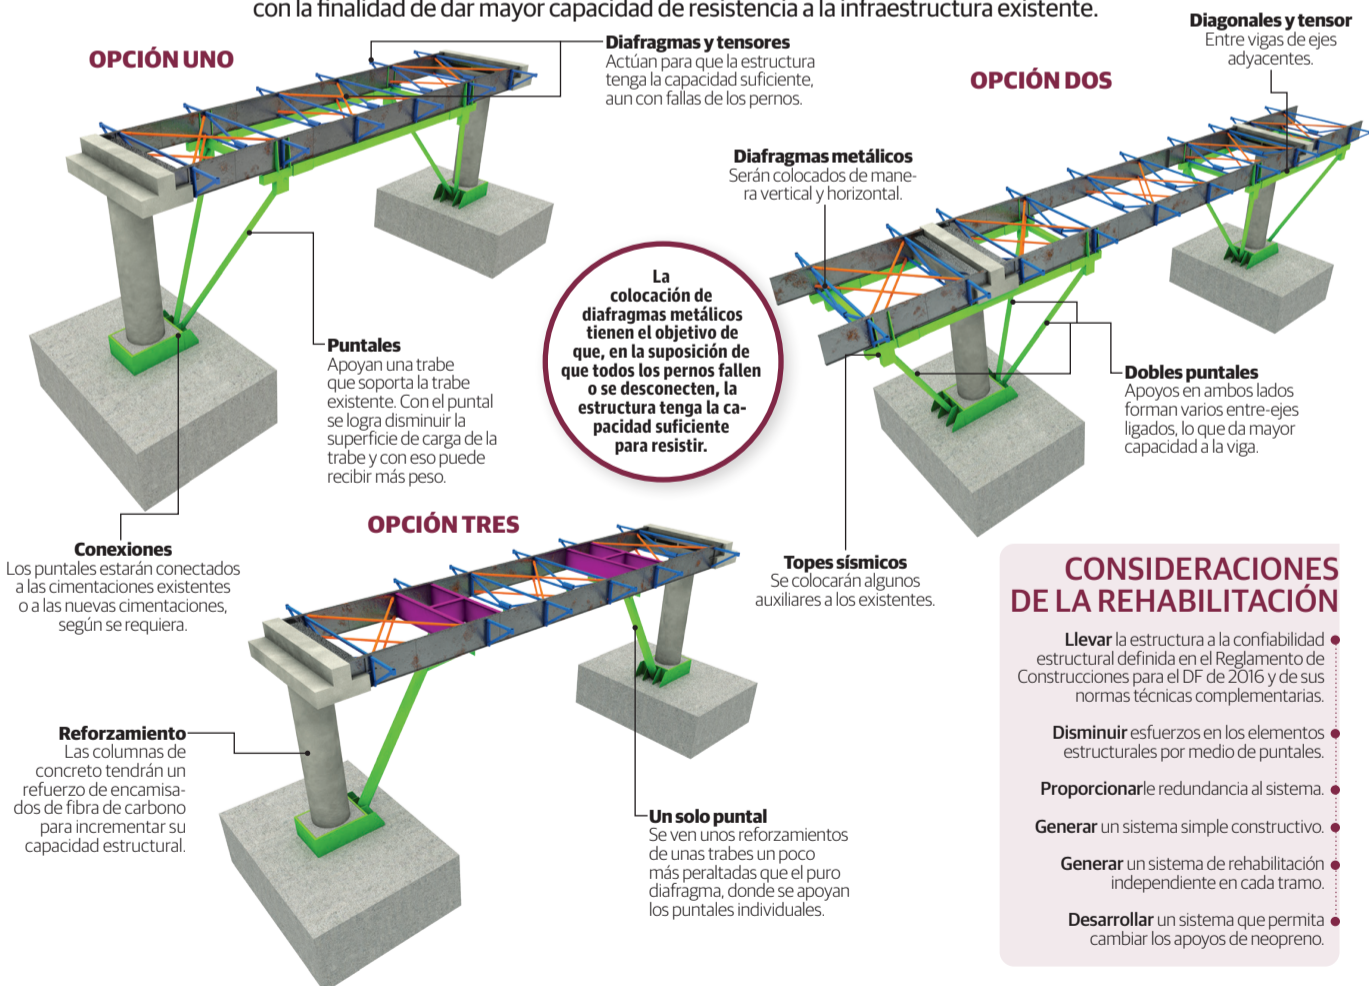 con la finalidad de dar mayor capacidad de resistencia a la infraestructura existente.
OPCIÓN UNO
Diafragmas y tensores
Actúan para que la estructura
tenga la capacidad suficiente,
aun con fallas de los pernos.
Puntales
Apoyan una trabe
que soporta la trabe
existente. Con el puntal
se logra disminuir la
superficie de carga de la
trabe y con eso puede
recibir más peso.
Conexiones
Los puntales estarán conectados
a las cimentaciones existentes
o a las nuevas cimentaciones,
según se requiera.
OPCIÓN DOS
Diagonales y tensor
Entre vigas de ejes
adyacentes.
Diafragmas metálicos
Serán colocados de mane-
ra vertical y horizontal.
Dobles puntales
Apoyos en ambos lados
forman varios entre-ejes
ligados, lo que da mayor
capacidad a la viga.
Topes sísmicos
Se colocarán algunos
auxiliares a los existentes.
La
colocación de
diafragmas metálicos
tienen el objetivo de
que, en la suposición de
que todos los pernos fallen
o se desconecten, la
estructura tenga la ca-
pacidad suficiente
para resistir.
OPCIÓN TRES
Reforzamiento
Las columnas de
concreto tendrán un
refuerzo de encamisa-
dos de fibra de carbono
para incrementar su
capacidad estructural.
Un solo puntal
Se ven unos reforzamientos
de unas trabes un poco
más peraltadas que el puro
diafragma, donde se apoyan
los puntales individuales.
CONSIDERACIONES
DE LA REHABILITACIÓN
Llevar la estructura a la confiabilidad
estructural definida en el Reglamento de
Construcciones para el DF de 2016 y de sus
normas técnicas complementarias.
Disminuir esfuerzos en los elementos
estructurales por medio de puntales.
Proporcionarle redundancia al sistema.
Generar un sistema simple constructivo.
Generar un sistema de rehabilitación
independiente en cada tramo.
Desarrollar un sistema que permita
cambiar los apoyos de neopreno.